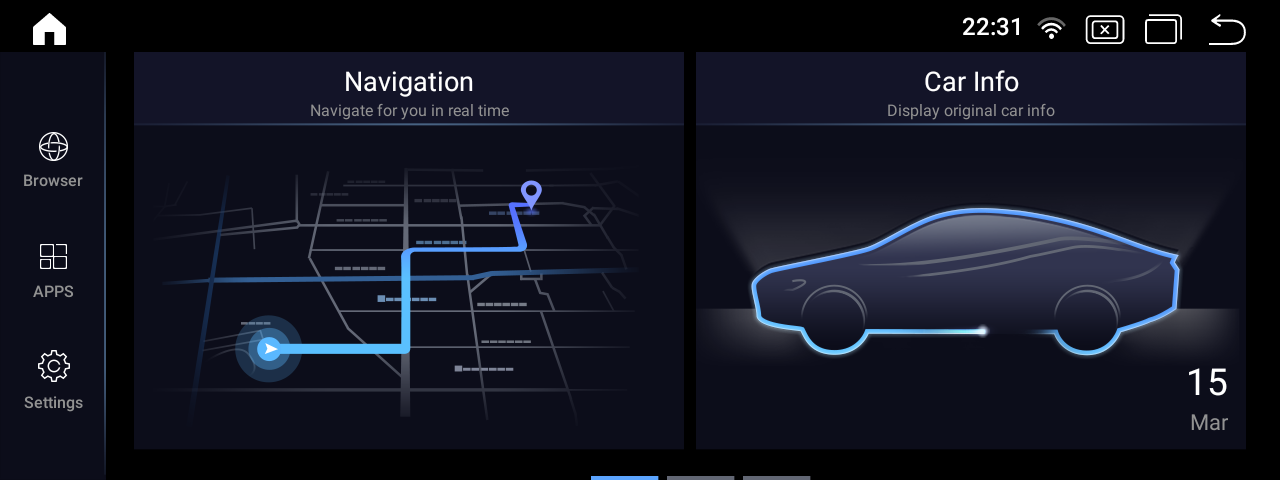 22:31
Browser
APPS
Settings
Navigation
Navigate for you in real time
Car Info
Display original car info
15
Mar